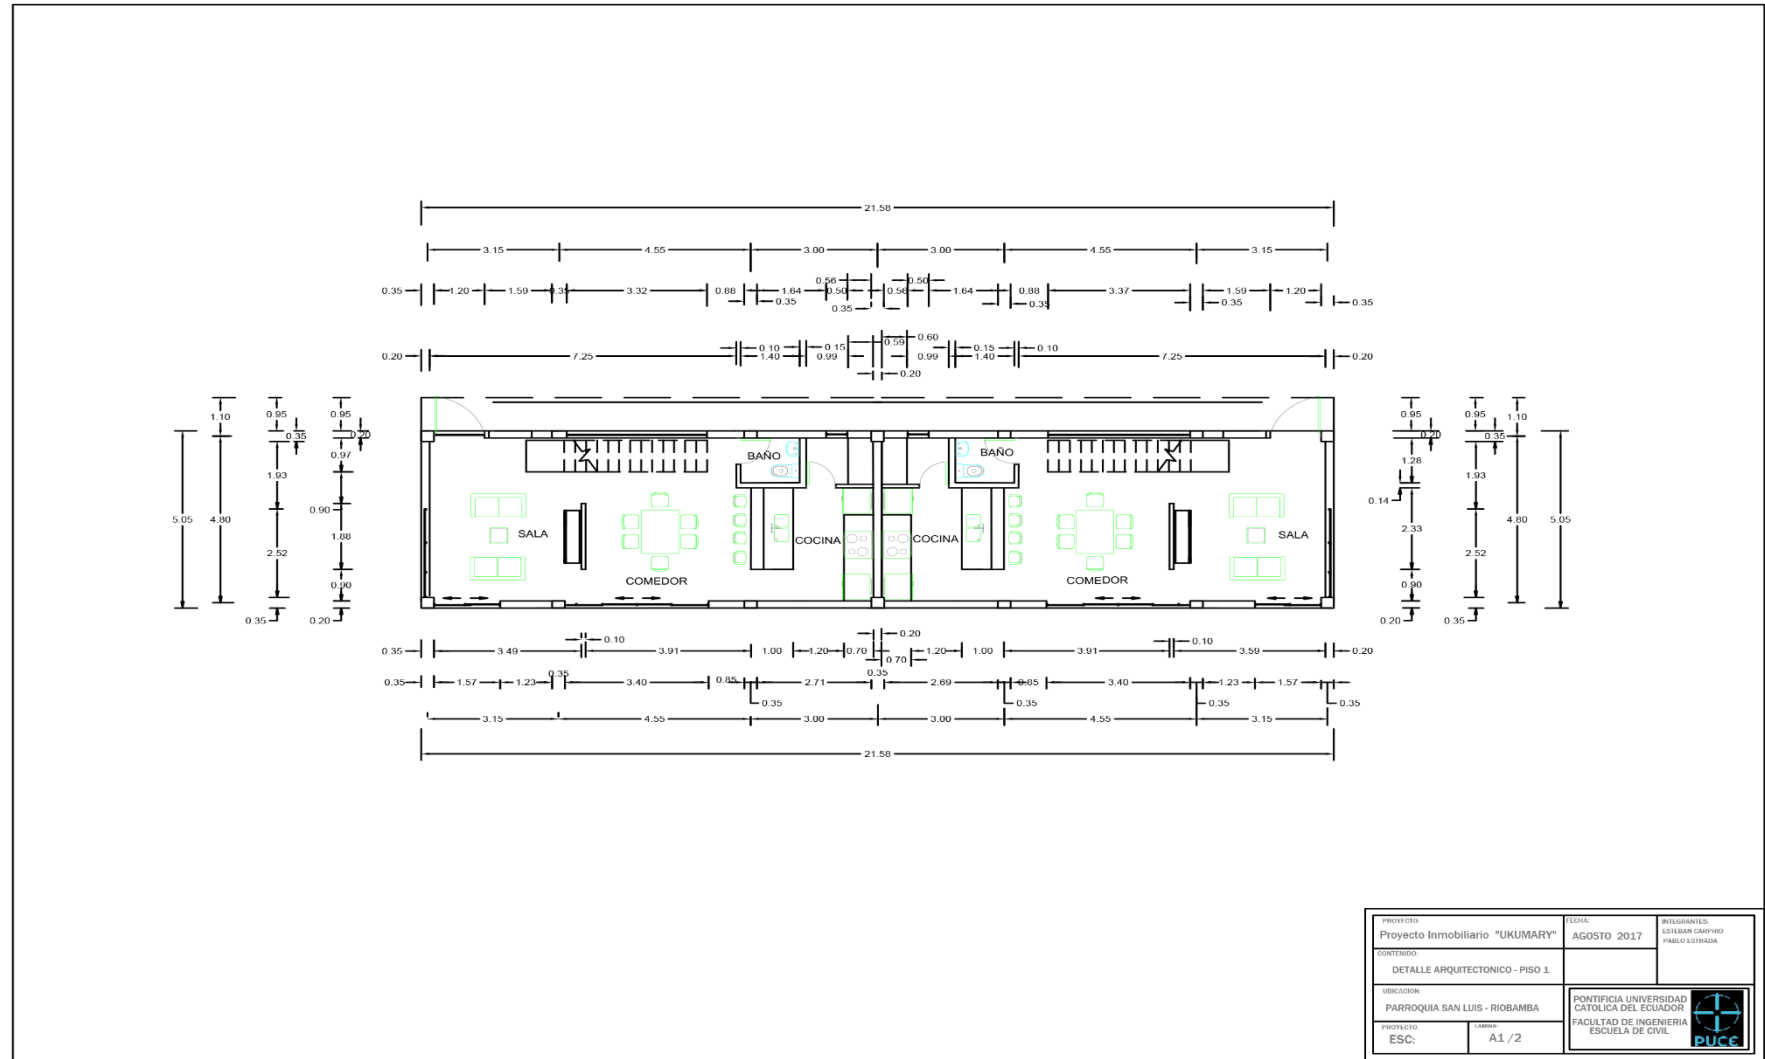 21.58
3.15 4.55 3.00 3.00 4.55 3.15
0.56 0.50
0.35 1.20 1.59 0.35 3.32 0.88 1.64 0.50 0.56 1.64 0.88 3.37 1.59 1.20
0.35 0.35 0.35 0.35 0.35
0.60
0.10 0.15 0.59 0.15 0.10
0.20 7.25 1.40 0.99 0.99 1.40 7.25 0.20
0.20
1.10 0.95 0.95 0.95 0.95 1.10
0.35 0.20 0.20 0.35
0.97
BAÑO BAÑO
1.93 1.28 1.93
0.14
0.90
5.05 4.80 4.80 5.05
1.88 SALA COCINA COCINA SALA 2.33
2.52 2.52
COMEDOR COMEDOR
0.90 0.90
0.35 0.20 0.20 0.35
0.10 0.20 0.10
0.35 3.49 3.91 1.00 1.20 0.70 1.20 1.00 3.91 3.59 0.20
0.70
0.35 0.35
0.35 1.57 1.23 3.40 0.85 2.71 2.69 0.85 3.40 1.23 1.57
0.35 0.35 0.35 0.35
3.15 4.55 3.00 3.00 4.55 3.15
21.58
PROYECTO:
Proyecto Inmobiliario "UKUMARY"
FECHA:
AGOSTO 2017
INTEGRANTES:
ESTEBAN CARPHIO
PABLO ESTRADA
CONTENIDO:
DETALLE ARQUITECTONICO - PISO 1
UBICACION:
PARROQUIA SAN LUIS - RIOBAMBA
PROYECTO:
ESC:
LAMINA:
A1 /2
PONTIFICIA UNIVERSIDAD
CATOLICA DEL ECUADOR
FACULTAD DE INGENIERIA
ESCUELA DE CIVIL
PUCE